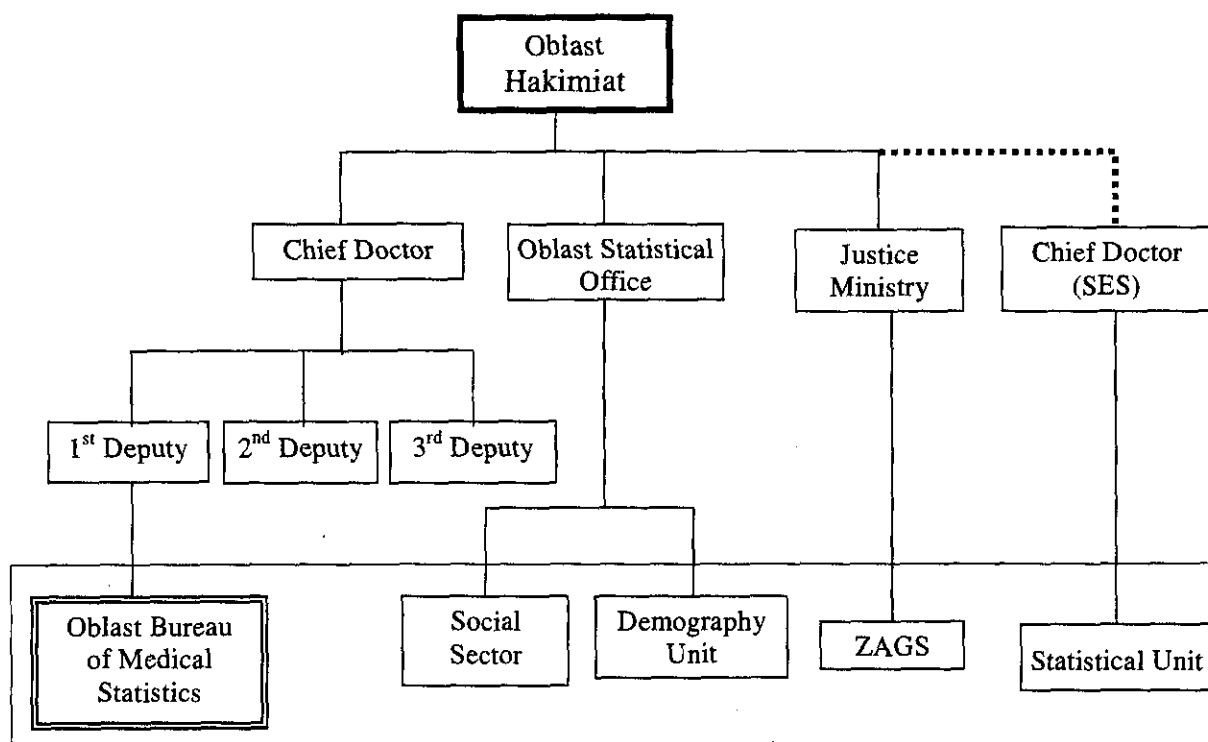 Oblast
Hakimiat
Chief Doctor
Oblast Statistical
Office
Justice
Ministry
Chief Doctor
(SES)
1st Deputy
2nd Deputy
3rd Deputy
Oblast Bureau
of Medical
Statistics
Social
Sector
Demography
Unit
ZAGS
Statistical Unit